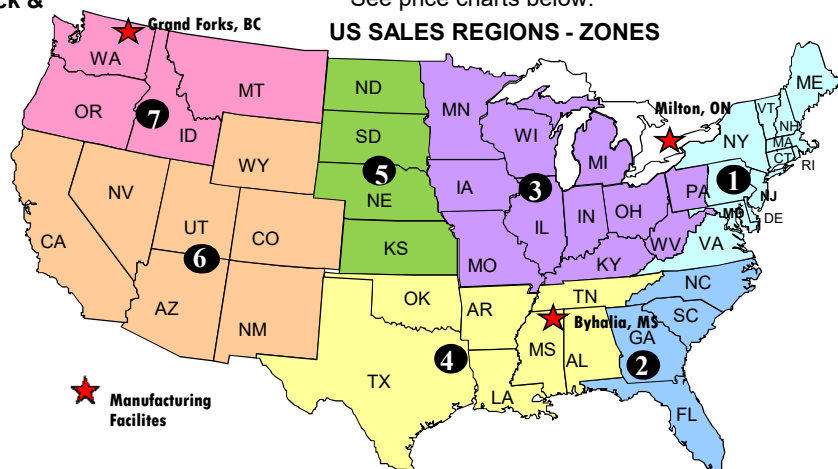 ck &
See price charts below.
US SALES REGIONS - ZONES
Grand Forks, BC
WA
OR
7
ID
MT
WY
NV
UT
CO
CA
6
AZ
NM
ND
SD
5
NE
KS
MN
WI
MI
IA
3
IL
IN
OH
PA
WV
KY
MO
Milton, ON
ME
VT
NH
NY
MA
CT
RI
1
NJ
MD
DE
VA
OK
AR
TN
TX
4
LA
MS
AL
Byhalia, MS
NC
SC
GA
2
FL
Manufacturing
Facilites